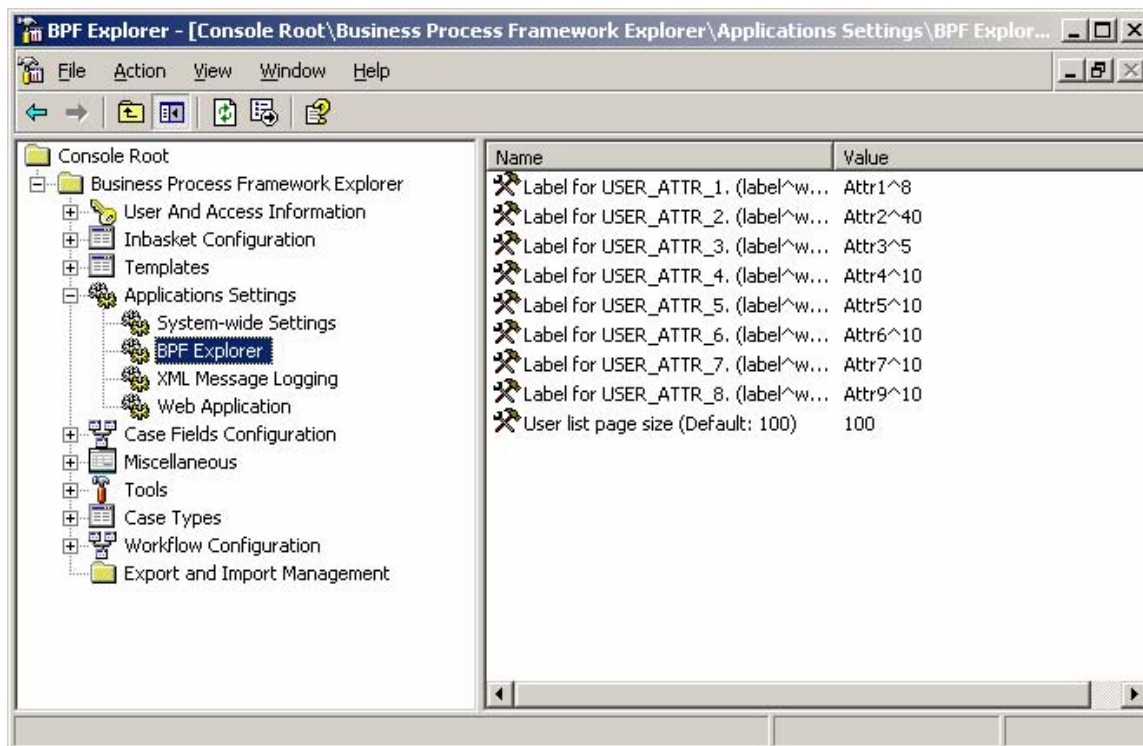 BPF Explorer - [Console Root\Business Process Framework Explorer\Applications Settings\BPF Explor...
File Action View Window Help
Console Root
Business Process Framework Explorer
User And Access Information
Inbasket Configuration
Templates
Applications Settings
System-wide Settings
BPF Explorer
XML Message Logging
Web Application
Case Fields Configuration
Miscellaneous
Tools
Case Types
Workflow Configuration
Export and Import Management
Name Value
Label for USER_ATTR_1. (label^w... Attr1^8
Label for USER_ATTR_2. (label^w... Attr2^40
Label for USER_ATTR_3. (label^w... Attr3^5
Label for USER_ATTR_4. (label^w... Attr4^10
Label for USER_ATTR_5. (label^w... Attr5^10
Label for USER_ATTR_6. (label^w... Attr6^10
Label for USER_ATTR_7. (label^w... Attr7^10
Label for USER_ATTR_8. (label^w... Attr9^10
User list page size (Default: 100) 100